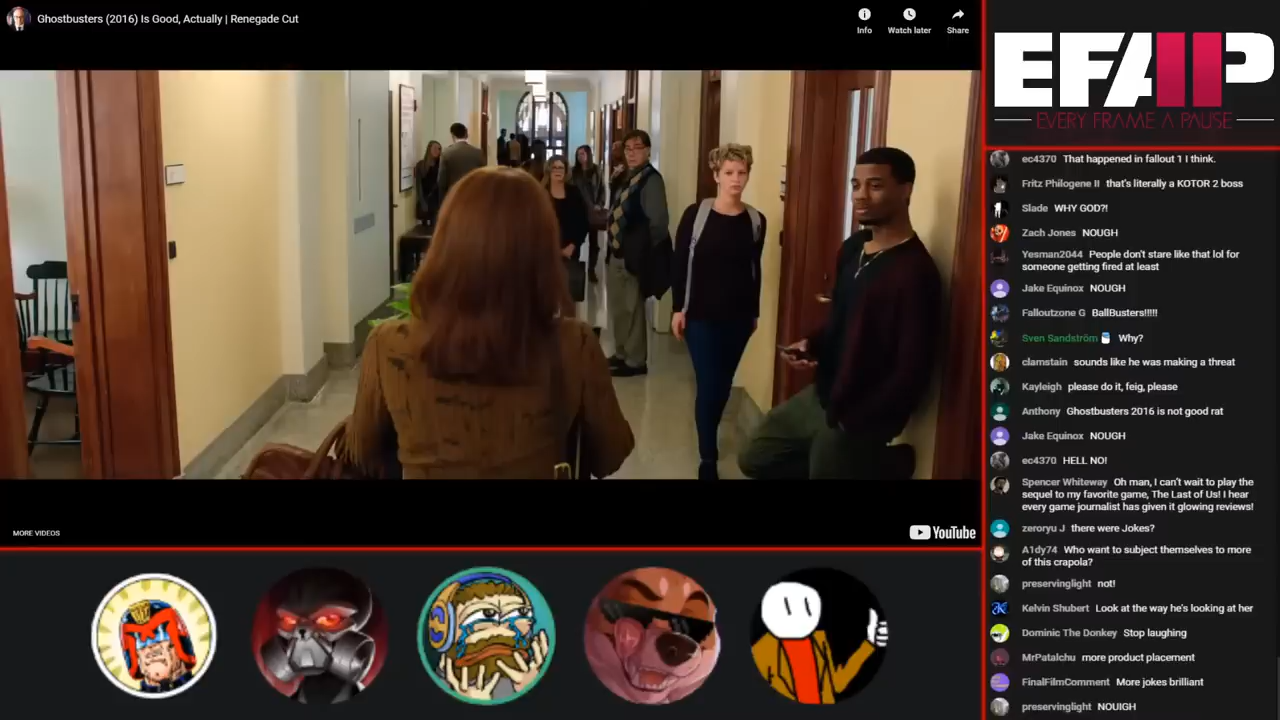 Ghostbusters (2016) Is Good, Actually | Renegade Cut
Info
Watch later
Share
MORE VIDEOS
YouTube
EFAP
EVERY FRAME A PAUSE
ec4370 That happened in fallout 1 I think.
Fritz Philogene II that's literally a KOTOR 2 boss
Slade WHY GOD?!
Zach Jones NOUGH
Yesman2044 People don't stare like that lol for
someone getting fired at least
Jake Equinox NOUGH
Falloutzone G BallBusters!!!!!
Sven Sandström Why?
clamstain sounds like he was making a threat
Kayleigh please do it, feig, please
Anthony Ghostbusters 2016 is not good rat
Jake Equinox NOUGH
ec4370 HELL NO!
Spencer Whiteway Oh man, I can't wait to play the
sequel to my favorite game, The Last of Us! I hear
every game journalist has given it glowing reviews!
zeroryu J there were Jokes?
A1dy74 Who want to subject themselves to more
of this crapola?
preservinglight not!
Kelvin Shubert Look at the way he's looking at her
Dominic The Donkey Stop laughing
MrPatalchu more product placement
FinalFilmComment More jokes brilliant
preservinglight NOUIGH